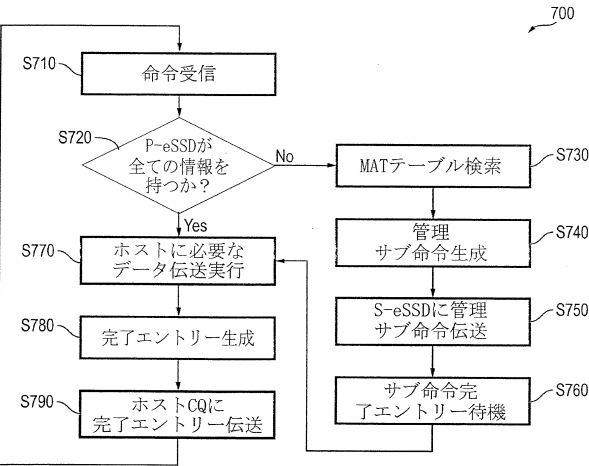 700
S710
命令受信
S720
P-eSSDが
全ての情報を
持つか？
No
Yes
S730
MATテーブル検索
S740
管理
サブ命令生成
S750
S-eSSDに管理
サブ命令伝送
S760
サブ命令完
了エントリー待機
S770
ホストに必要な
データ伝送実行
S780
完了エントリー生成
S790
ホストCQに
完了エントリー伝送